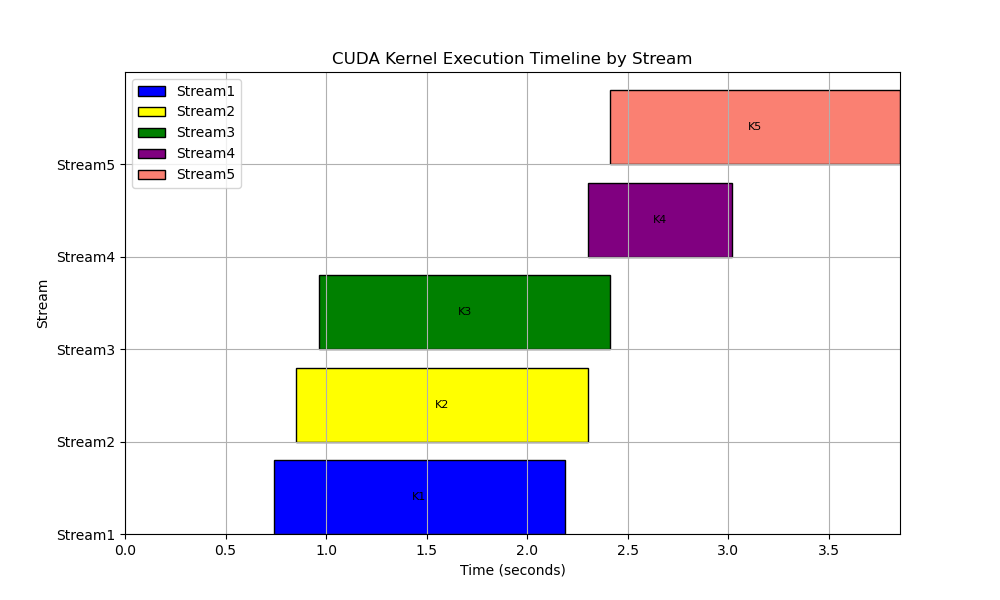 CUDA Kernel Execution Timeline by Stream
Stream1
Stream2
Stream3
Stream4
Stream5
K5
Stream5
K4
Stream4
Stream
K3
Stream3
K2
Stream2
K1
Stream1
0.0 0.5 1.0 1.5 2.0 2.5 3.0 3.5
Time (seconds)